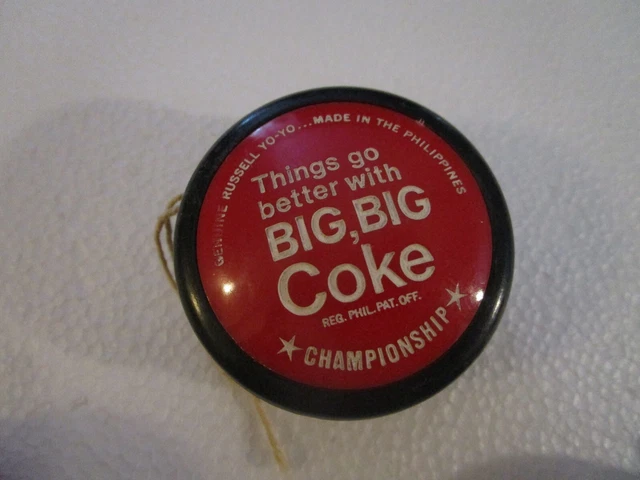 GENUINE RUSSELL YO-YO...MADE IN THE PHILIPPINES
Things go
better with
BIG, BIG
Coke
REG. PHIL. PAT. OFF.
CHAMPIONSHIP